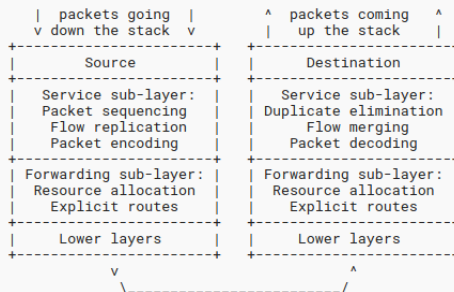 packets going packets coming
down the stack up the stack
Source Destination
Service sub-layer: Service sub-layer:
Packet sequencing Duplicate elimination
Flow replication Flow merging
Packet encoding Packet decoding
Forwarding sub-layer: Forwarding sub-layer:
Resource allocation Resource allocation
Explicit routes Explicit routes
Lower layers Lower layers